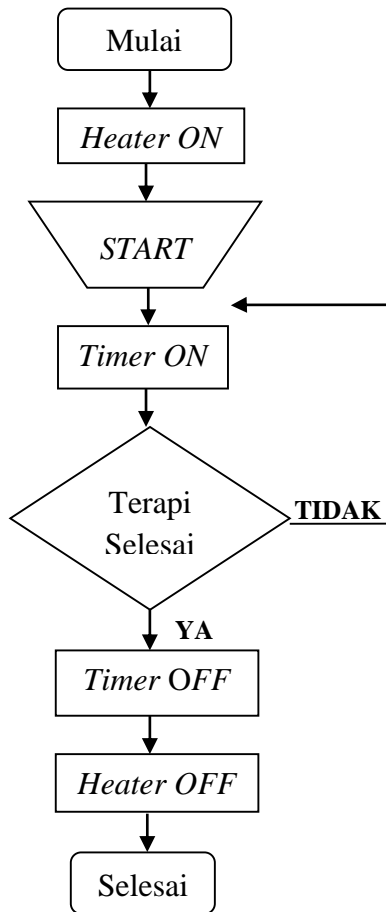 Mulai
Heater ON
START
Timer ON
Terapi
Selesai
TIDAK
YA
Timer OFF
Heater OFF
Selesai